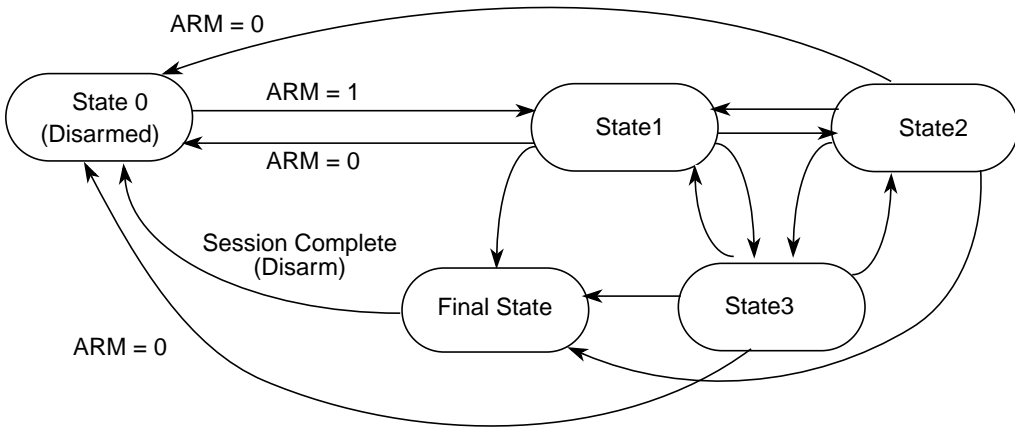 ARM = 0
State 0
(Disarmed)
ARM = 1
State1
State2
ARM = 0
Session Complete
(Disarm)
Final State
State3
ARM = 0